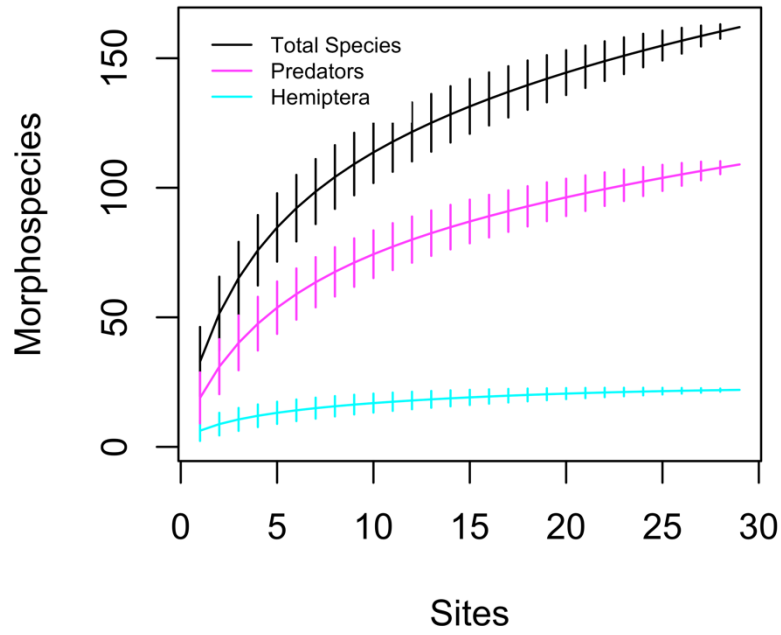 Total Species
Predators
Hemiptera
Morphospecies
150
100
50
0
0 5 10 15 20 25 30
Sites